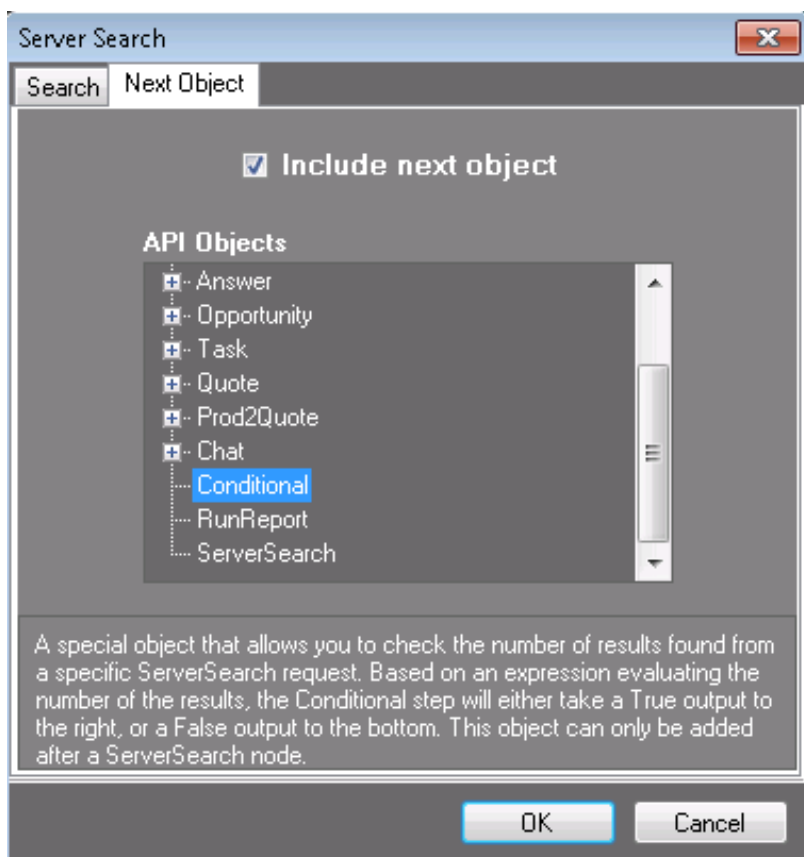 Server Search
Search
Next Object
Include next object
API Objects
Answer
Opportunity
Task
Quote
Prod2Quote
Chat
Conditional
RunReport
ServerSearch
A special object that allows you to check the number of results found from
a specific ServerSearch request. Based on an expression evaluating the
number of the results, the Conditional step will either take a True output to
the right, or a False output to the bottom. This object can only be added
after a ServerSearch node.
OK
Cancel